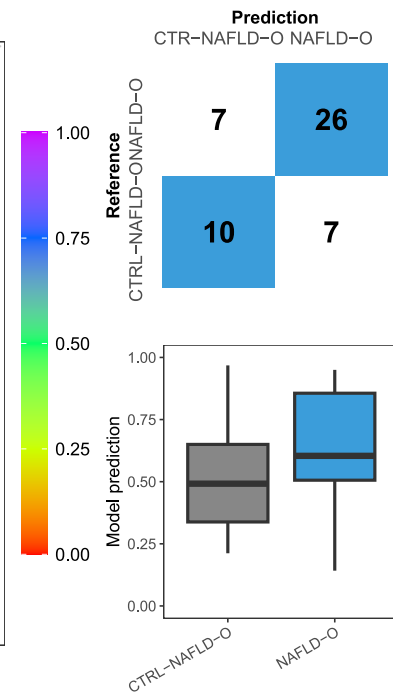 Prediction
CTR−NAFLD−O NAFLD−O
1.00
0.75
0.50
0.25
0.00
Reference
CTRL−NAFLD−ONAFLD−O
7 26
10 7
Model prediction
1.00
0.75
0.50
0.25
0.00
CTRL−NAFLD−O
NAFLD−O